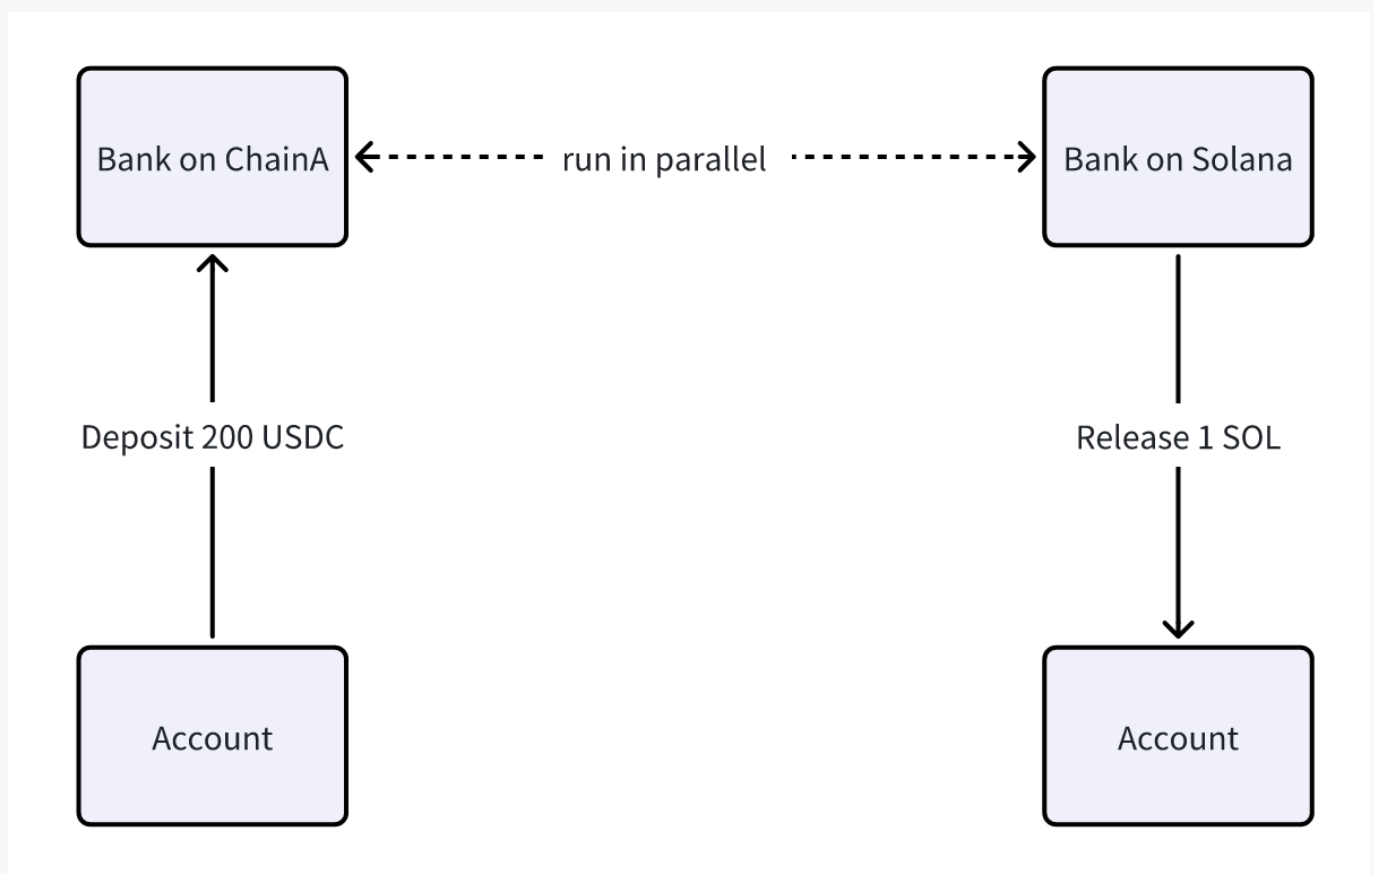 Bank on ChainA
run in parallel
Bank on Solana
Deposit 200 USDC
Release 1 SOL
Account
Account